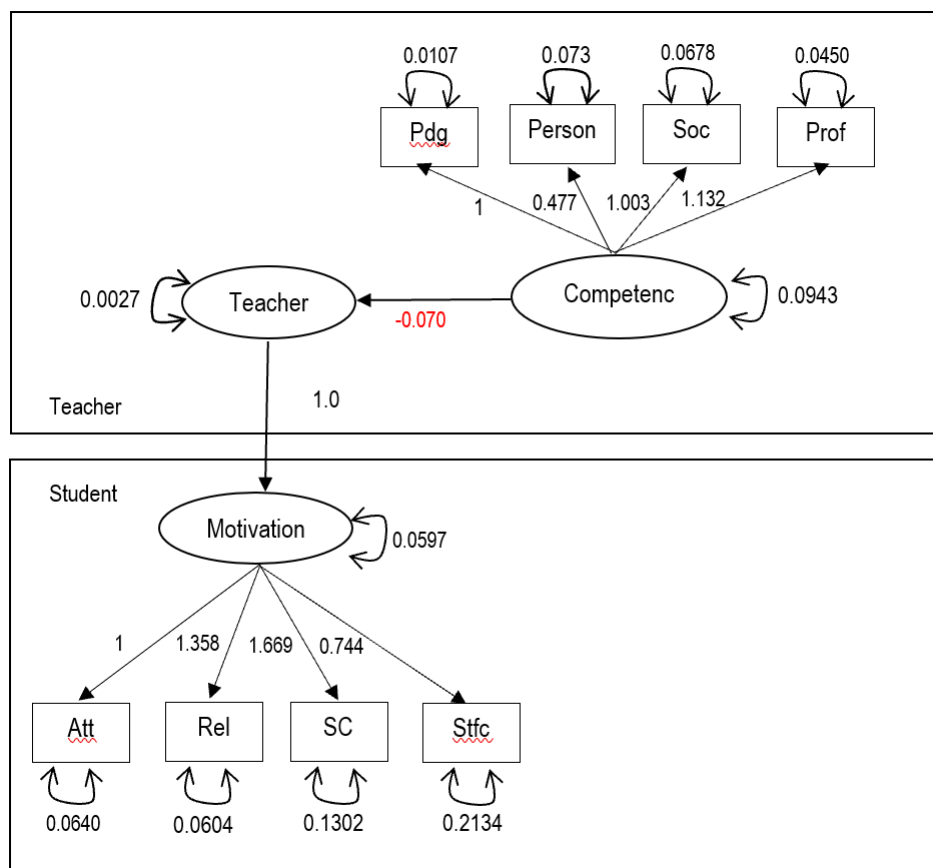 0.0107
0.073
0.0678
0.0450
Pdg
Person
Soc
Prof
1
0.477
1.003
1.132
0.0027
Teacher
-0.070
Competenc
0.0943
1.0
Teacher
Student
Motivation
0.0597
1
1.358
1.669
0.744
Att
Rel
SC
Stfc
0.0640
0.0604
0.1302
0.2134